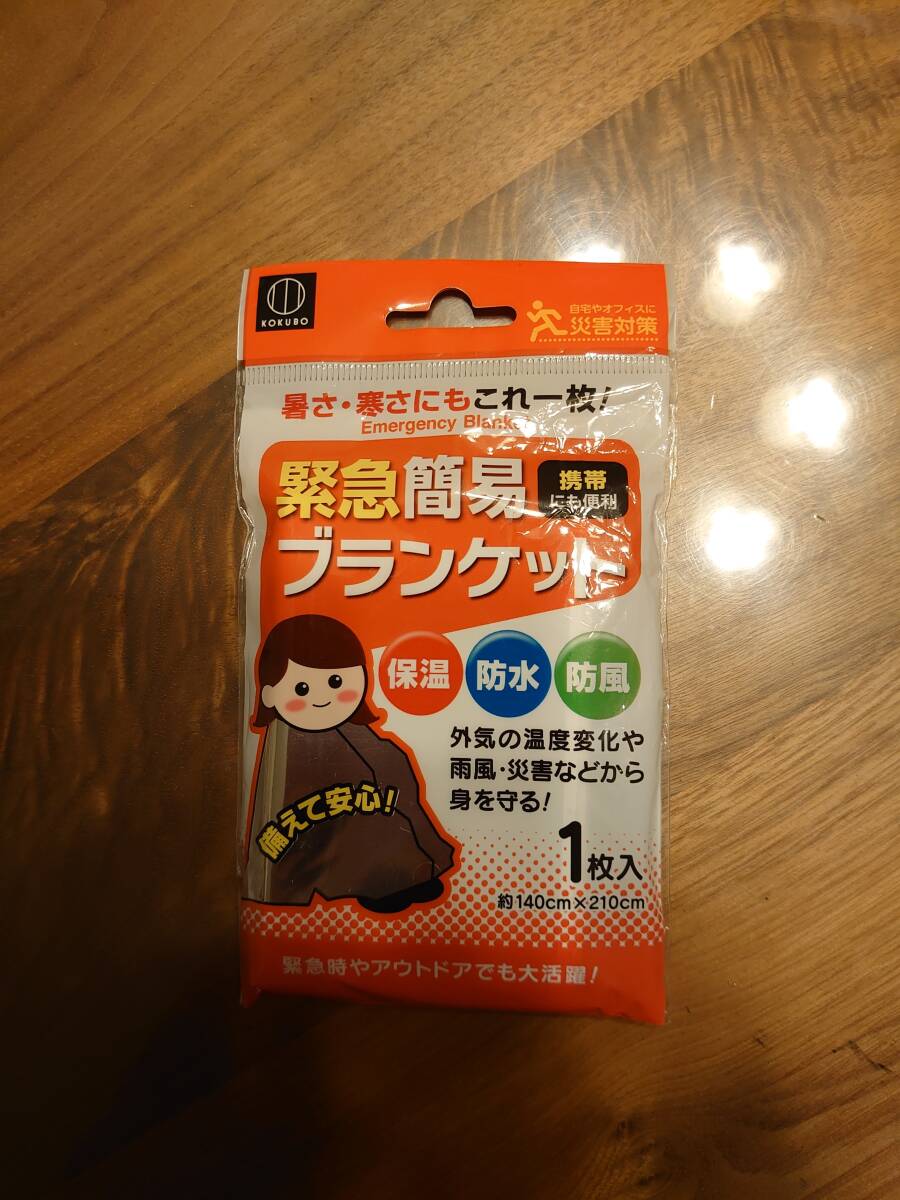 KOKUBO
自宅やオフィスに
災害対策
暑さ・寒さにもこれ一枚!
Emergency Blanket
緊急簡易
携帯
にも便利
ブランケット
保温 防水 防風
外気の温度変化や
雨風・災害などから
身を守る!
備えて安心!
1枚入
約140cm×210cm
緊急時やアウトドアでも大活躍!